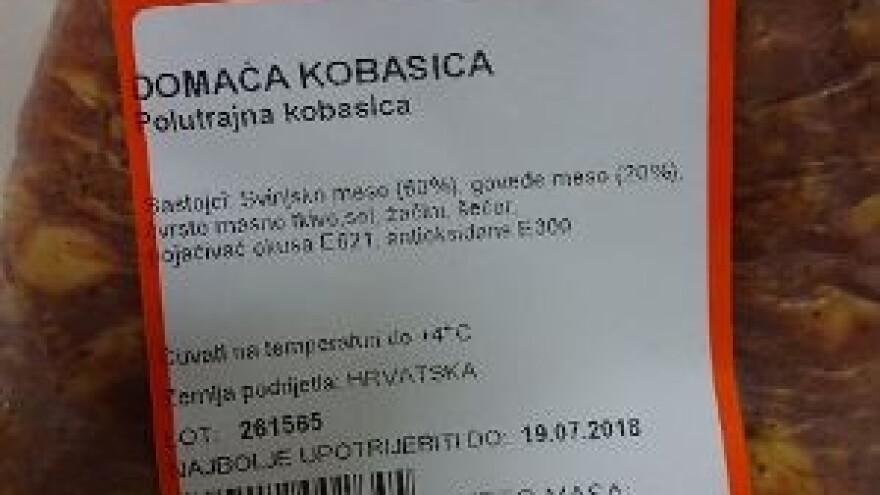 DOMAĆA KOBASICA
Polutrajna kobasica
Sastojci: Svinjsko meso (60%), goveđe meso (20%),
čvrsto masno tkivo, sol, začini, šećer,
pojačivač okusa E621, antioksidans E300
Čuvati na temperaturi do +4°C
Zemlja podrijetla: HRVATSKA
LOT: 261565
NAJBOLJE UPOTRIJEBITI DO: 19.07.2018
NETO MASA: